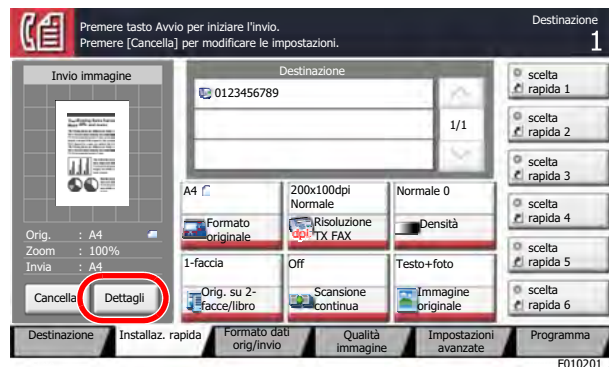 Premere tasto Avvio per iniziare l'invio.
Premere [Cancella] per modificare le impostazioni.
Destinazione
1
Invio immagine
Orig. : A4
Zoom : 100%
Invia : A4
Cancella
Dettagli
Destinazione
0123456789
1/1
A4
Formato
originale
200x100dpi
Normale
dpi
Risoluzione
TX FAX
Normale 0
Densità
1-faccia
Orig. su 2-
facce/libro
Off
Scansione
continua
Testo+foto
Immagine
originale
scelta
rapida 1
scelta
rapida 2
scelta
rapida 3
scelta
rapida 4
scelta
rapida 5
scelta
rapida 6
Destinazione
Installaz. rapida
Formato dati
orig/invio
Qualità
immagine
Impostazioni
avanzate
Programma
F010201